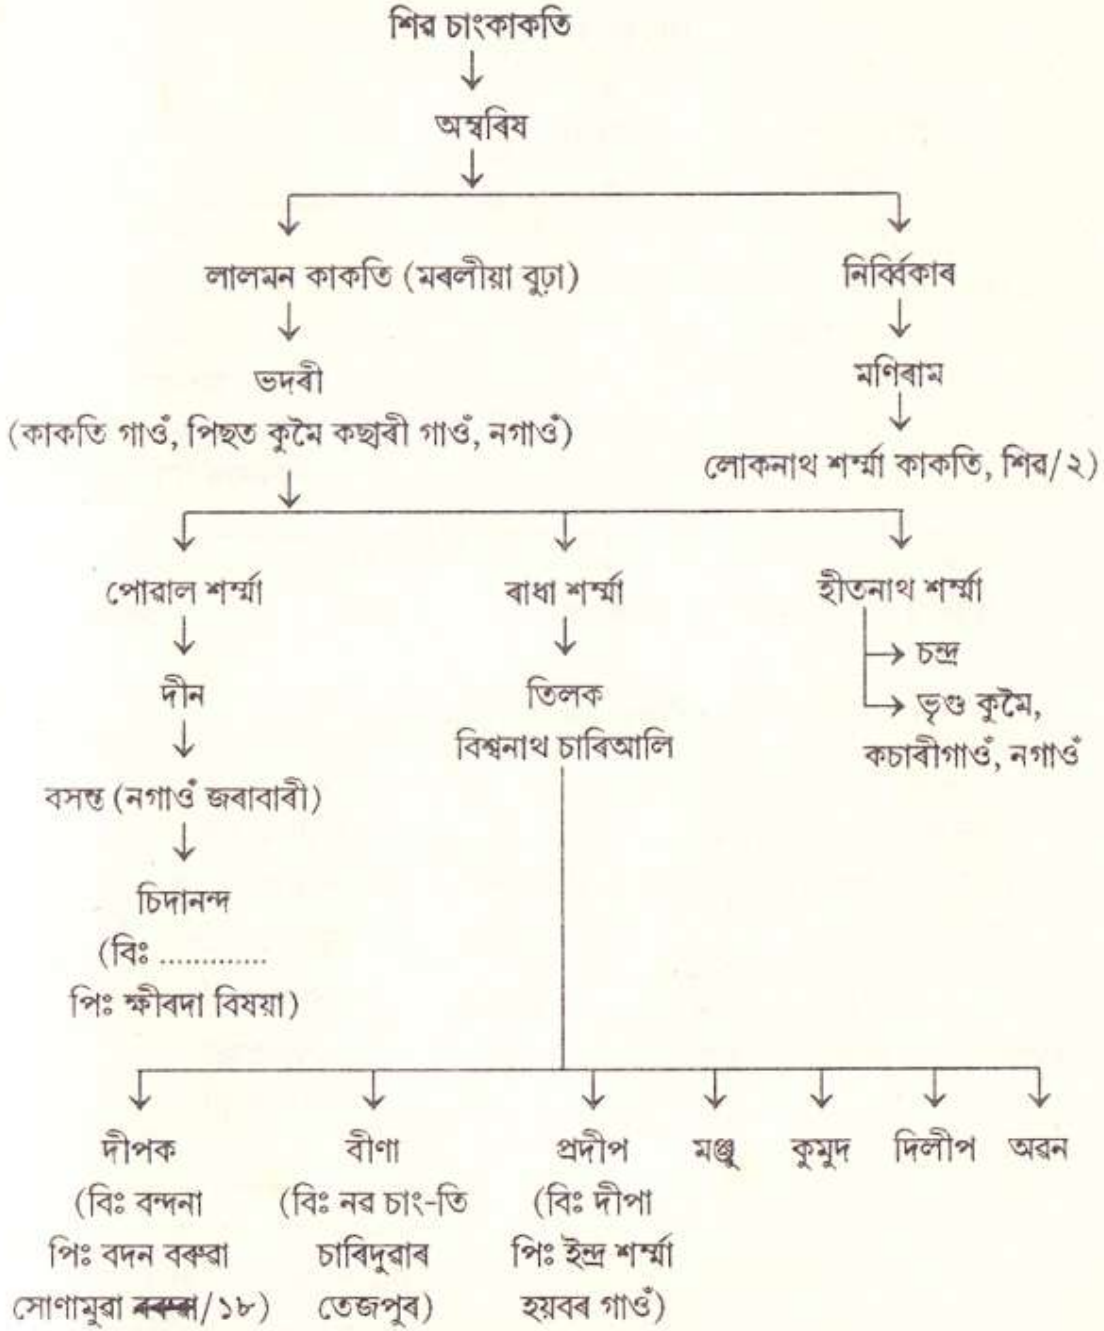 শিৱ চাংকাকতি
অম্বৰিষ
লালমন কাকতি (মৰলীয়া বুঢ়া)
নিৰ্ব্বিকাৰ
ভদৰী
(কাকতি গাওঁ, পিছত কুমৈ কছাৰী গাওঁ, নগাওঁ)
মণিৰাম
লোকনাথ শৰ্ম্মা কাকতি, শিৱ/২)
পোৱাল শৰ্ম্মা
ৰাধা শৰ্ম্মা
হীতনাথ শৰ্ম্মা
চন্দ্ৰ
ভৃগু কুমৈ,
কচাৰীগাওঁ, নগাওঁ
দীন
তিলক
বিশ্বনাথ চাৰিআলি
বসন্ত (নগাওঁ জৰাবাৰী)
চিদানন্দ
(বিঃ .............
পিঃ ক্ষীৰদা বিষয়া)
দীপক
বীণা
প্ৰদীপ
মঞ্জু
কুমুদ
দিলীপ
অৱন
(বিঃ বন্দনা
পিঃ বদন বৰুৱা
সোণামুৱা /১৮)
(বিঃ নৱ চাং-তি
চাৰিদুৱাৰ
তেজপুৰ)
(বিঃ দীপা
পিঃ ইন্দ্ৰ শৰ্ম্মা
হয়বৰ গাওঁ)